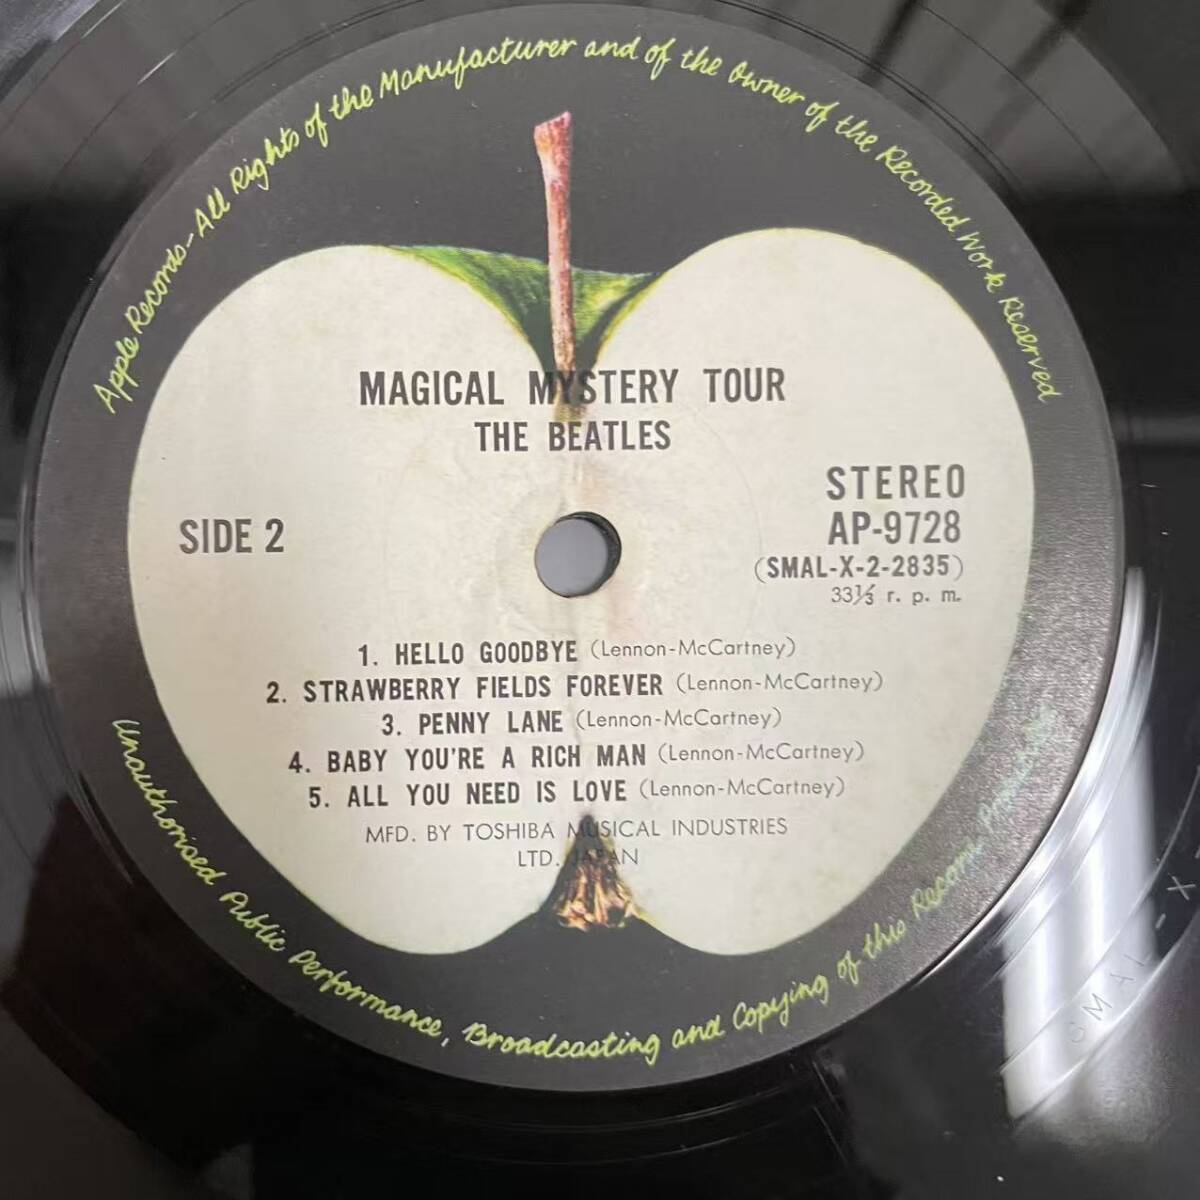 Apple Records-All Rights of the Manufacturer and of the Owner of the Recorded Work Reserved
MAGICAL MYSTERY TOUR
THE BEATLES
STEREO
SIDE 2
AP-9728
(SMAL-X-2-2835)
33⅓ r. p. m.
1. HELLO GOODBYE (Lennon-McCartney)
2. STRAWBERRY FIELDS FOREVER (Lennon-McCartney)
3. PENNY LANE (Lennon-McCartney)
4. BABY YOU'RE A RICH MAN (Lennon-McCartney)
5. ALL YOU NEED IS LOVE (Lennon-McCartney)
MFD. BY TOSHIBA MUSICAL INDUSTRIES
LTD. JAPAN
Unauthorised Public Performance, Broadcasting and Copying of this Record
SMAL-X-